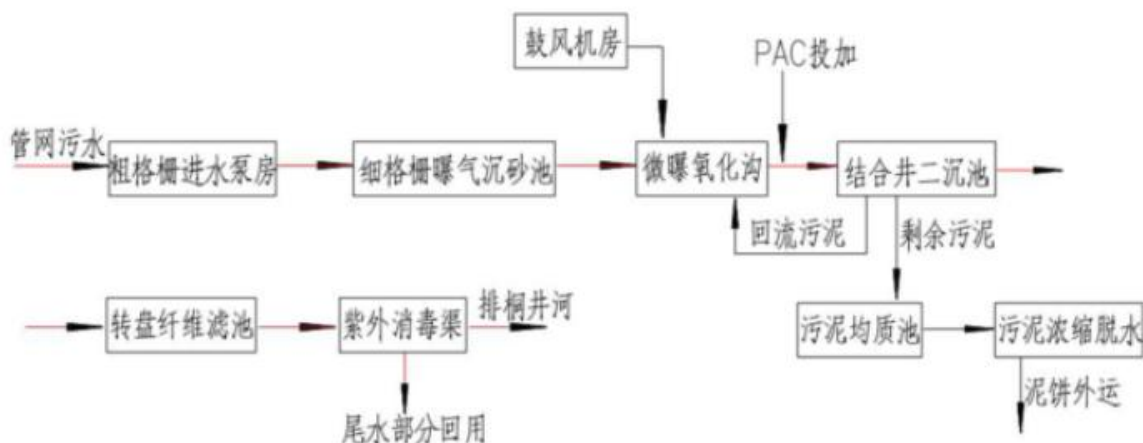 鼓风机房
PAC投加
管网污水
粗格栅进水泵房
细格栅曝气沉砂池
微曝氧化沟
结合井二沉池
回流污泥
剩余污泥
转盘纤维滤池
紫外消毒渠
排桐井河
污泥均质池
污泥浓缩脱水
尾水部分回用
泥饼外运